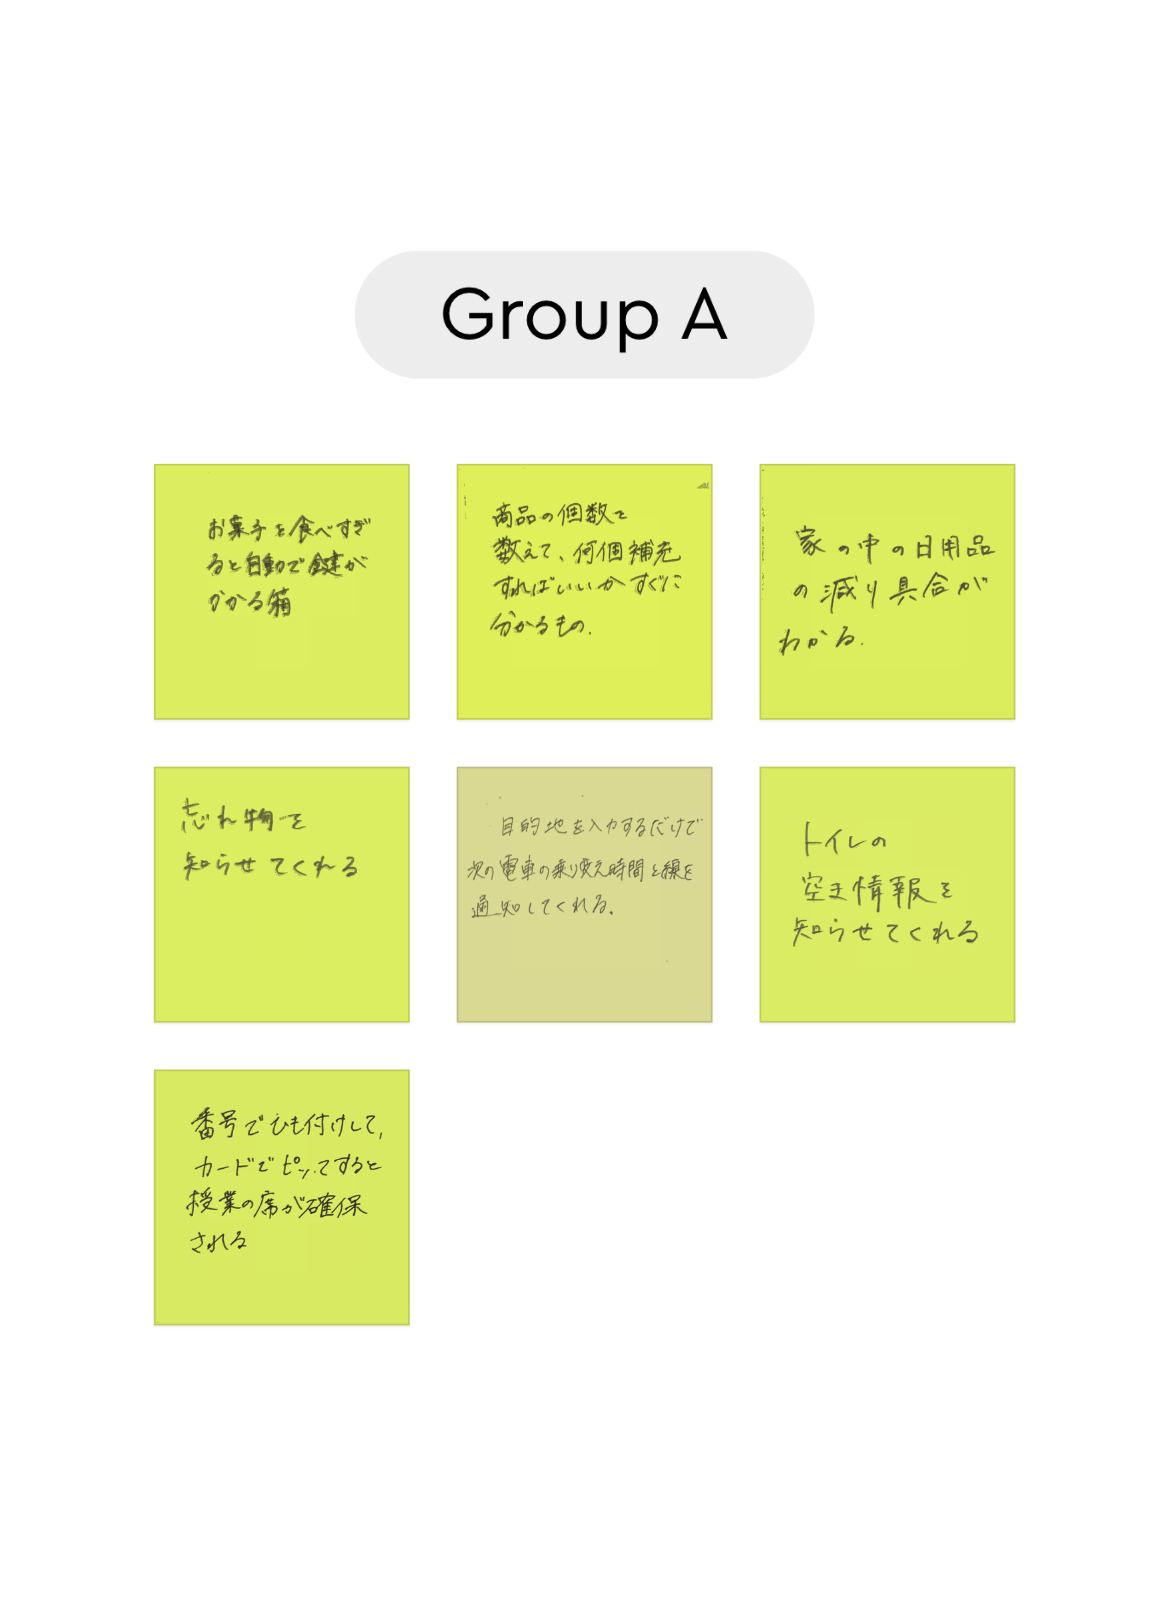 Group A
お菓子を食べすぎ
ると自動で鍵が
かかる箱
商品の個数を
数えて、何個補充
すればいいかすぐに
分かるもの.
家の中の日用品
の減り具合が
わかる.
忘れ物を
知らせてくれる
目的地を入力するだけで
次の電車の乗り変え時間と線を
通知してくれる.
トイレの
空き情報を
知らせてくれる
番号でひも付けして,
カードでピッてすると
授業の席が確保
される